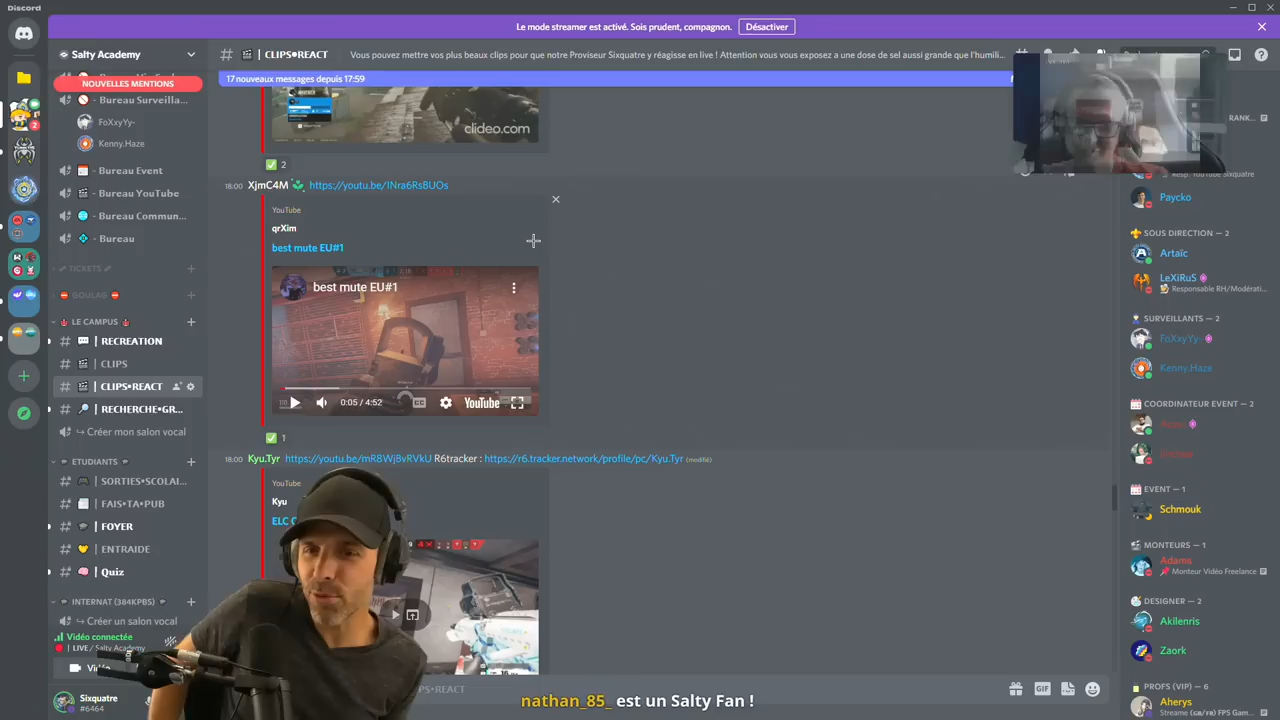 Discord
Le mode streamer est activé. Sois prudent, compagnon.
Désactiver
Salty Academy
CLIPS•REACT
Vous pouvez mettre vos plus beaux clips pour que notre Proviseur Sixquatre y réagisse en live ! Attention vous vous exposez a une dose de sel aussi grande que l'humili...
NOUVELLES MENTIONS
17 nouveaux messages depuis 17:59
- Bureau Surveilla...
FoXxyYy-
Kenny.Haze
- Bureau Event
- Bureau YouTube
- Bureau Commun...
- Bureau
TICKETS
GOULAG
LE CAMPUS
RECREATION
CLIPS
CLIPS•REACT
RECHERCHE•GR...
Créer mon salon vocal
ETUDIANTS
SORTIES•SCOLAI...
FAIS•TA•PUB
FOYER
ENTRAIDE
Quiz
INTERNAT (384KPBS)
Créer un salon vocal
Vidéo connectée
LIVE / Salty Academy
Sixquatre
#6464
clideo.com
2
18:00 XjmC4M https://youtu.be/INra6RsBUOs
YouTube
qrXim
best mute EU#1
best mute EU#1
0:05 / 4:52
YouTube
1
18:00 Kyu.Tyr https://youtu.be/mR8WjBvRVkU R6tracker : https://r6.tracker.network/profile/pc/Kyu.Tyr (modifié)
YouTube
Kyu
ELC
nathan_85_ est un Salty Fan !
RANK...
Resp. YouTube Sixquatre
Paycko
SOUS DIRECTION — 2
Artaïc
LeXiRuS
Responsable RH/Modérati...
SURVEILLANTS — 2
FoXxyYy-
Kenny.Haze
COORDINATEUR EVENT — 2
EVENT — 1
Schmouk
MONTEURS — 1
Adams
Monteur Vidéo Freelance
DESIGNER — 2
Akilenris
Zaork
PROFS (VIP) — 6
Aherys